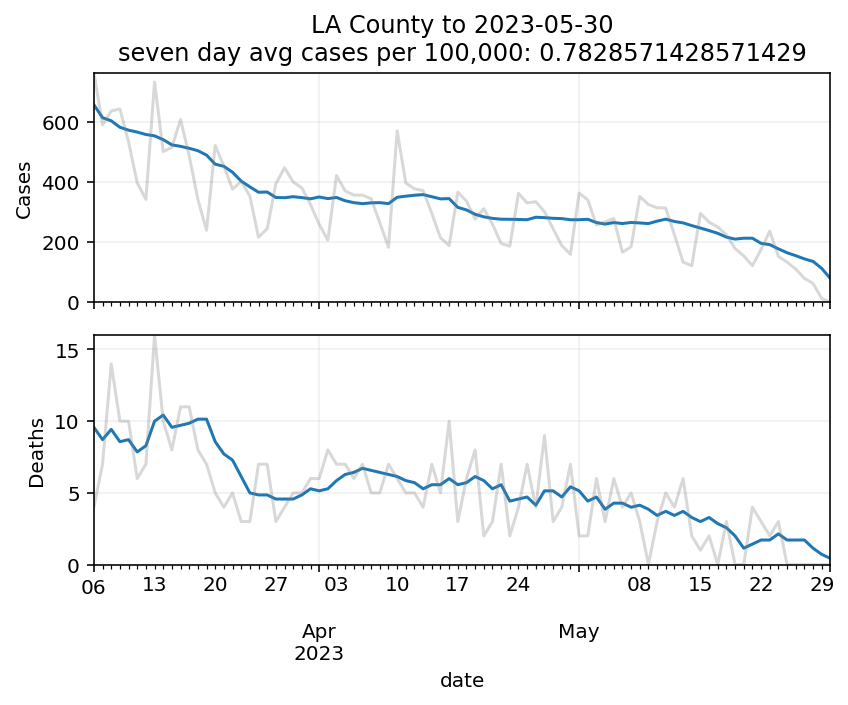 LA County to 2023-05-30
seven day avg cases per 100,000: 0.7828571428571429
600
400
200
0
Cases
15
10
5
0
Deaths
06 13 20 27 03 10 17 24 08 15 22 29
Apr May
2023
date